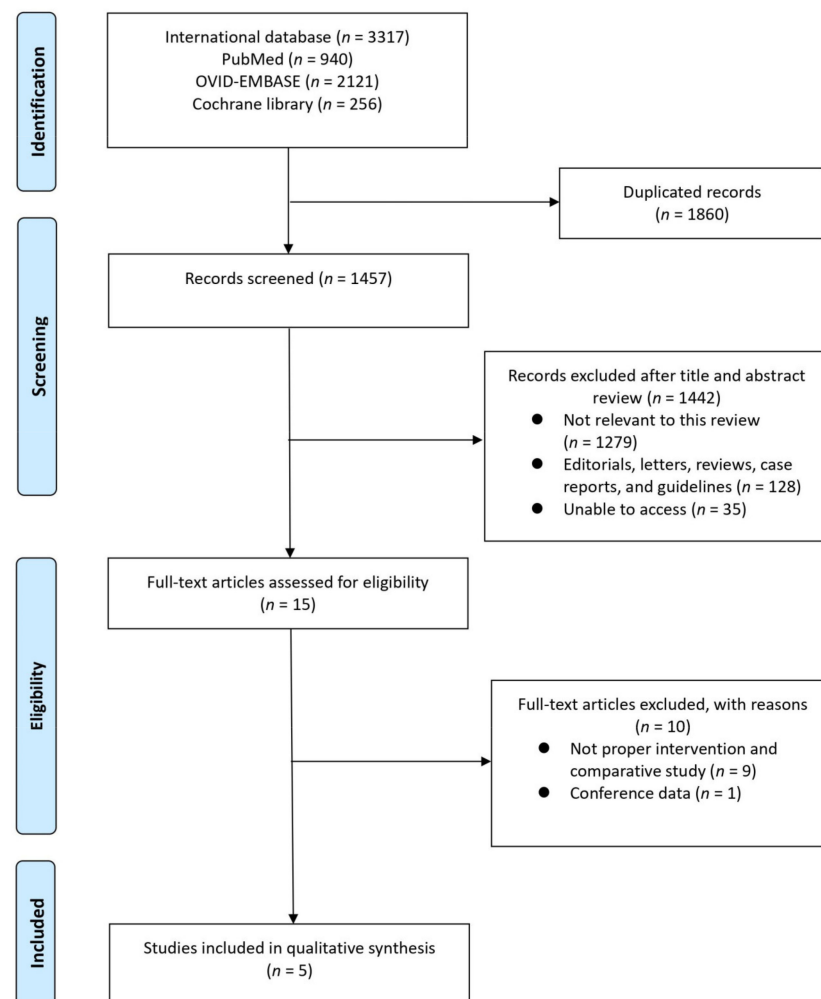 Identification
International database (n = 3317)
PubMed (n = 940)
OVID-EMBASE (n = 2121)
Cochrane library (n = 256)
Duplicated records
(n = 1860)
Screening
Records screened (n = 1457)
Records excluded after title and abstract
review (n = 1442)
● Not relevant to this review
(n = 1279)
● Editorials, letters, reviews, case
reports, and guidelines (n = 128)
● Unable to access (n = 35)
Eligibility
Full-text articles assessed for eligibility
(n = 15)
Full-text articles excluded, with reasons
(n = 10)
● Not proper intervention and
comparative study (n = 9)
● Conference data (n = 1)
Included
Studies included in qualitative synthesis
(n = 5)